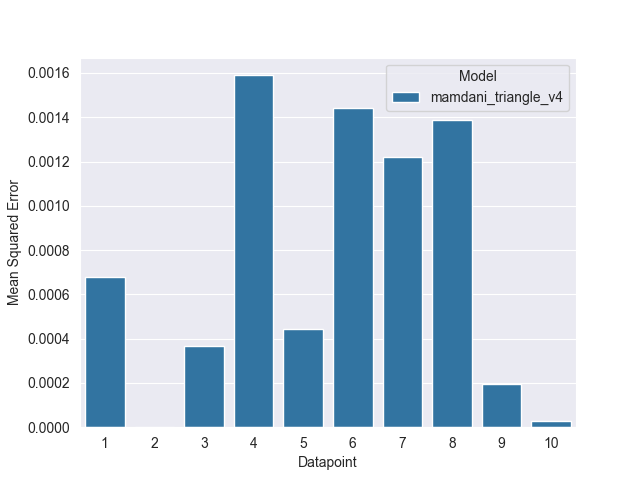 Model
mamdani_triangle_v4
Mean Squared Error
0.0016
0.0014
0.0012
0.0010
0.0008
0.0006
0.0004
0.0002
0.0000
1 2 3 4 5 6 7 8 9 10
Datapoint